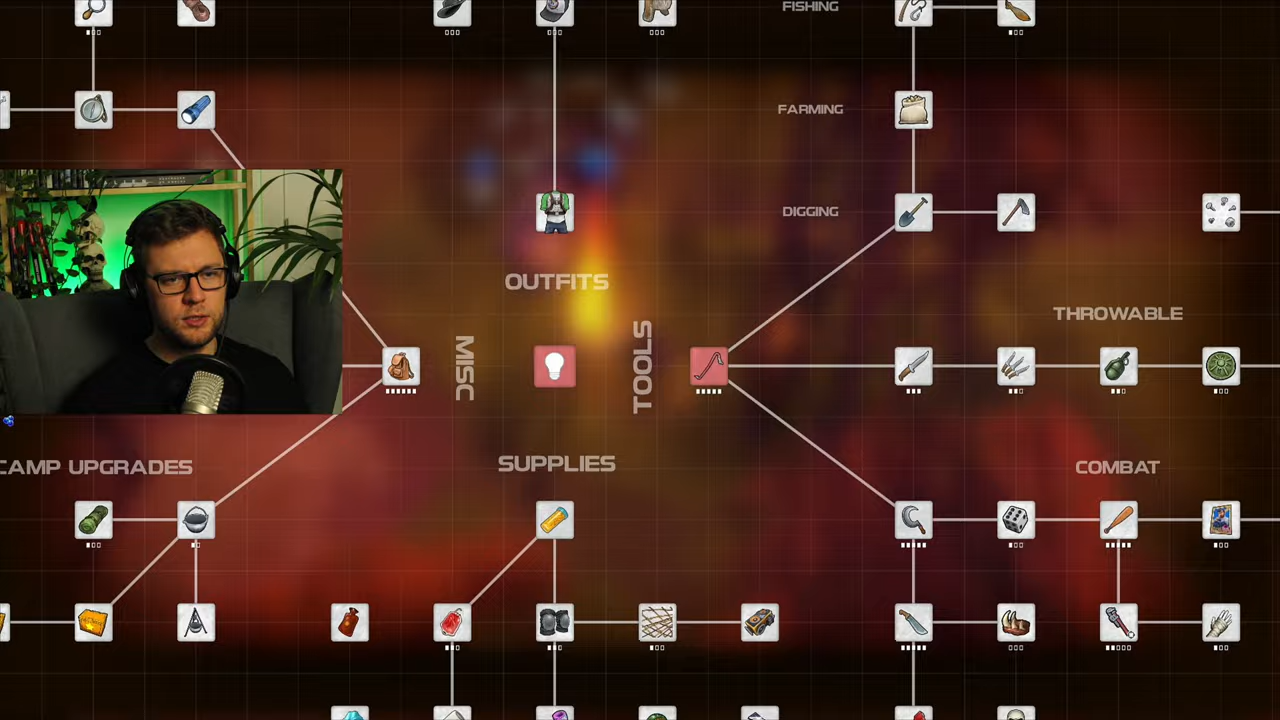 FISHING
FARMING
DIGGING
OUTFITS
THROWABLE
MISC
TOOLS
SUPPLIES
CAMP UPGRADES
COMBAT